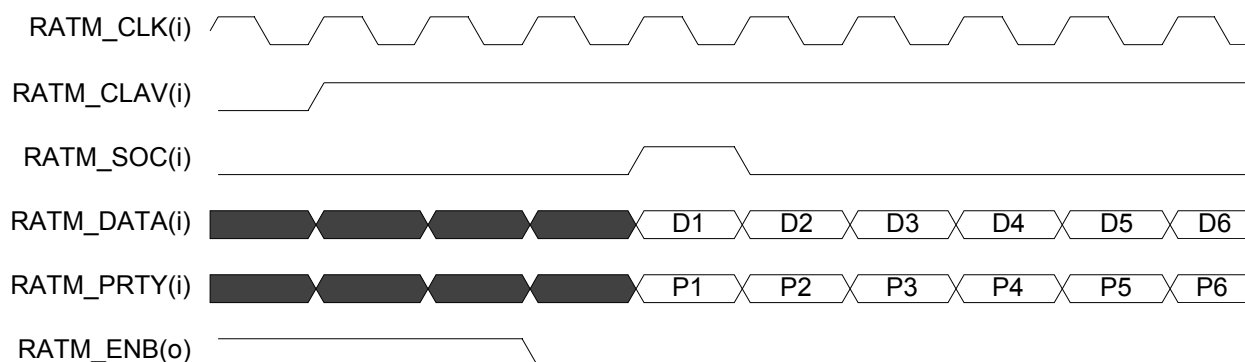 RATM_CLK(i)
RATM_CLAV(i)
RATM_SOC(i)
RATM_DATA(i) D1 D2 D3 D4 D5 D6
RATM_PRTY(i) P1 P2 P3 P4 P5 P6
RATM_ENB(o)